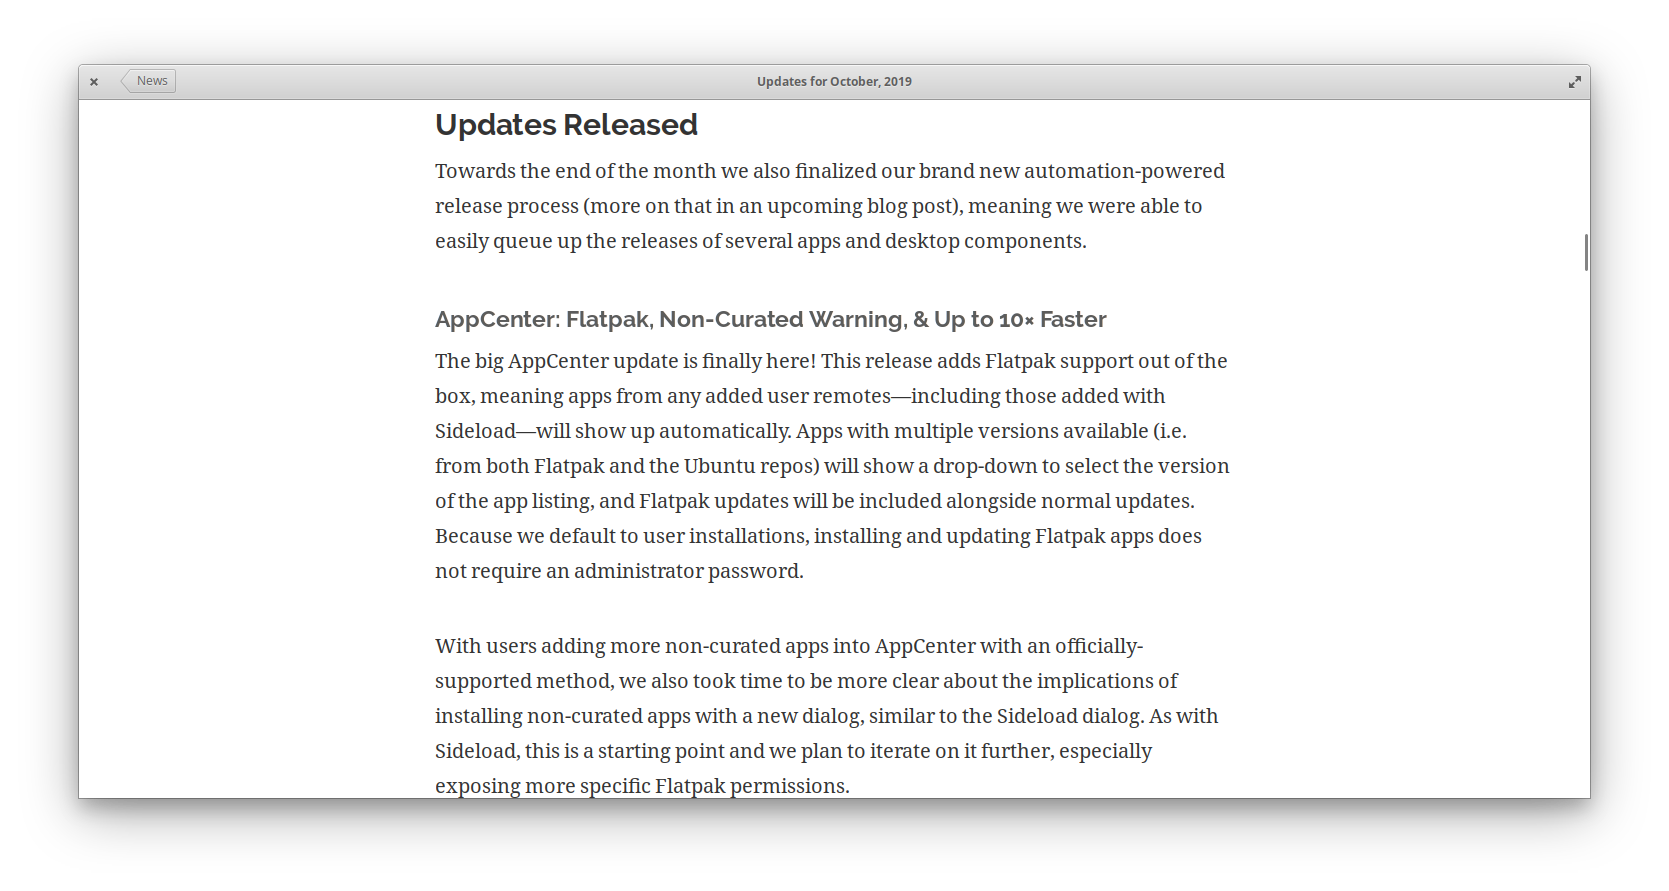 News
Updates for October, 2019
Updates Released
Towards the end of the month we also finalized our brand new automation-powered
release process (more on that in an upcoming blog post), meaning we were able to
easily queue up the releases of several apps and desktop components.
AppCenter: Flatpak, Non-Curated Warning, & Up to 10× Faster
The big AppCenter update is finally here! This release adds Flatpak support out of the
box, meaning apps from any added user remotes—including those added with
Sideload—will show up automatically. Apps with multiple versions available (i.e.
from both Flatpak and the Ubuntu repos) will show a drop-down to select the version
of the app listing, and Flatpak updates will be included alongside normal updates.
Because we default to user installations, installing and updating Flatpak apps does
not require an administrator password.
With users adding more non-curated apps into AppCenter with an officially-
supported method, we also took time to be more clear about the implications of
installing non-curated apps with a new dialog, similar to the Sideload dialog. As with
Sideload, this is a starting point and we plan to iterate on it further, especially
exposing more specific Flatpak permissions.